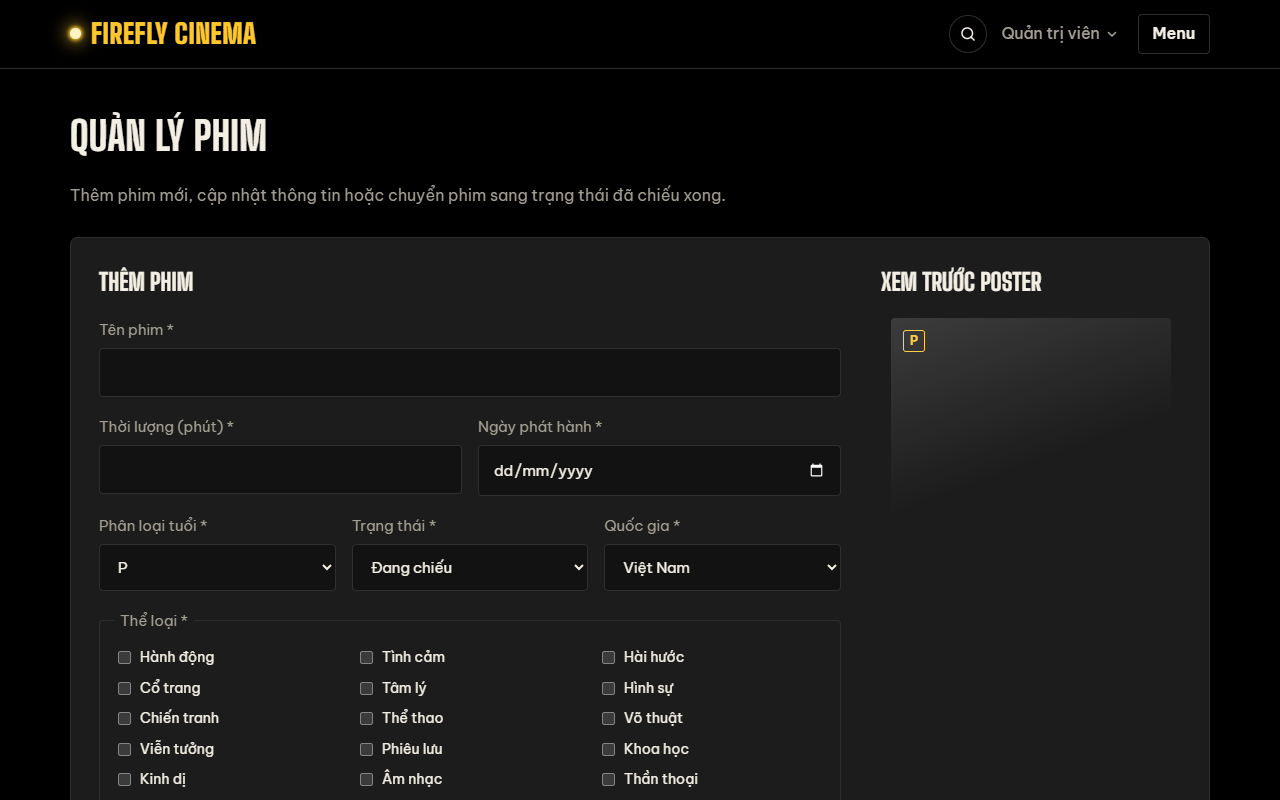 FIREFLY CINEMA
Quản trị viên
Menu
QUẢN LÝ PHIM
Thêm phim mới, cập nhật thông tin hoặc chuyển phim sang trạng thái đã chiếu xong.
THÊM PHIM
XEM TRƯỚC POSTER
Tên phim *
P
Thời lượng (phút) *
Ngày phát hành *
dd/mm/yyyy
Phân loại tuổi *
Trạng thái *
Quốc gia *
P
Đang chiếu
Việt Nam
Thể loại *
Hành động
Tình cảm
Hài hước
Cổ trang
Tâm lý
Hình sự
Chiến tranh
Thể thao
Võ thuật
Viễn tưởng
Phiêu lưu
Khoa học
Kinh dị
Âm nhạc
Thần thoại